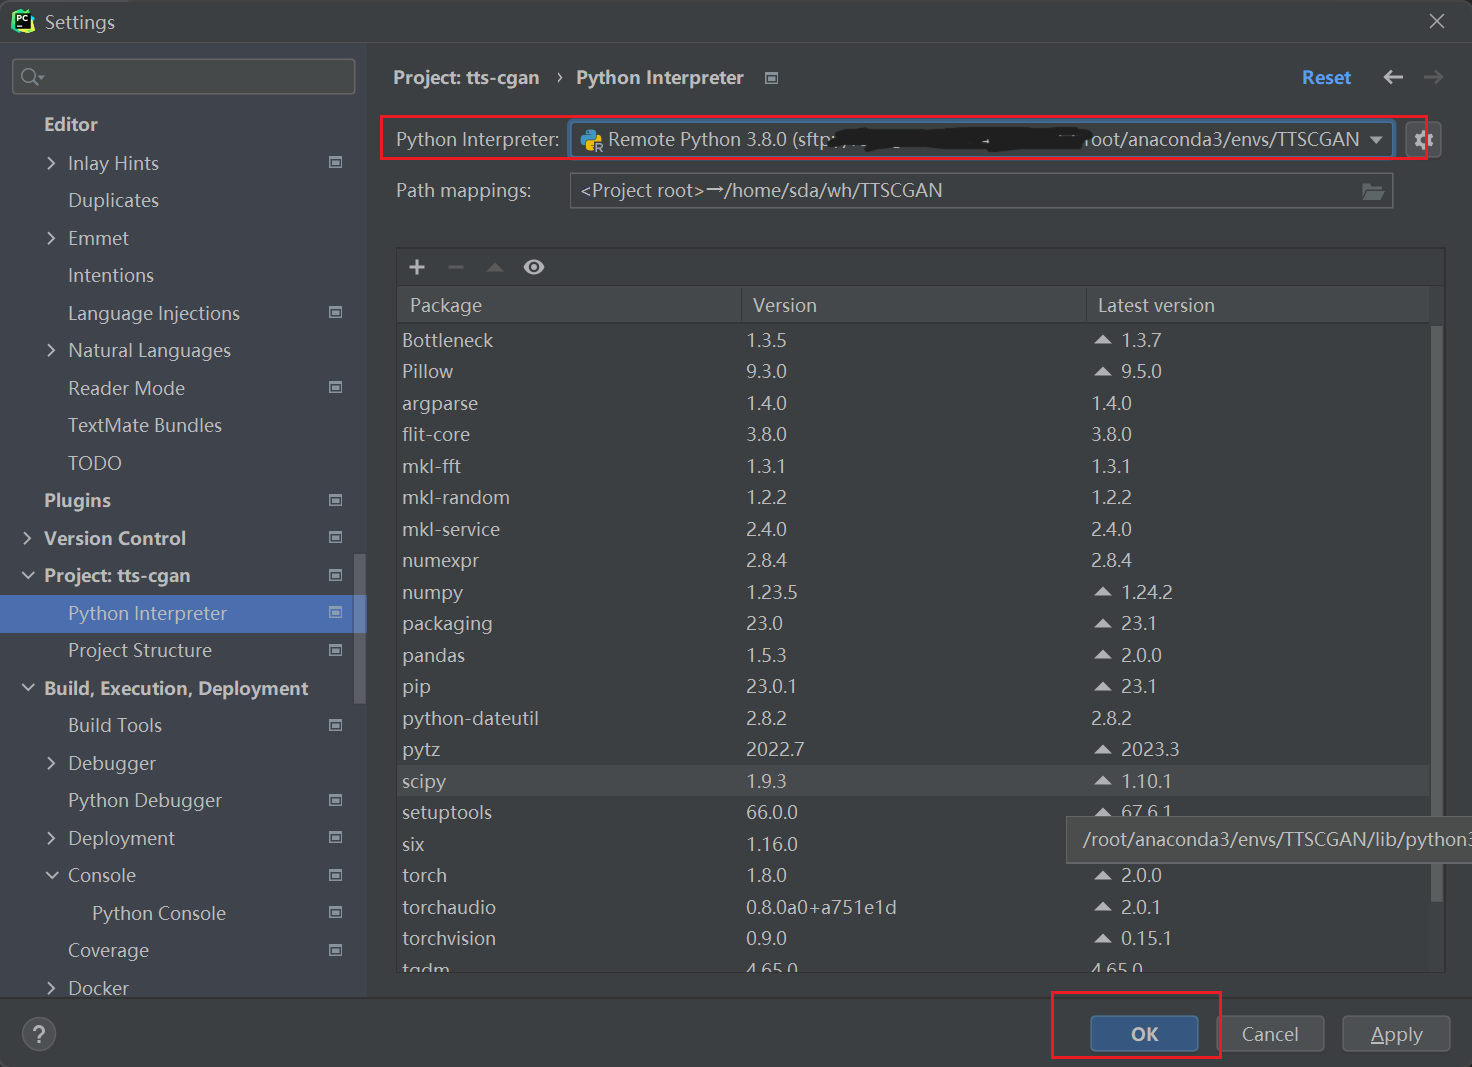 Settings
Project: tts-cgan › Python Interpreter
Reset
Editor
Inlay Hints
Duplicates
Emmet
Intentions
Language Injections
Natural Languages
Reader Mode
TextMate Bundles
TODO
Plugins
Version Control
Project: tts-cgan
Python Interpreter
Project Structure
Build, Execution, Deployment
Build Tools
Debugger
Python Debugger
Deployment
Console
Python Console
Coverage
Docker
Python Interpreter: Remote Python 3.8.0 (sftp: root/anaconda3/envs/TTSCGAN
Path mappings: <Project root>→/home/sda/wh/TTSCGAN
Package Version Latest version
Bottleneck 1.3.5 1.3.7
Pillow 9.3.0 9.5.0
argparse 1.4.0 1.4.0
flit-core 3.8.0 3.8.0
mkl-fft 1.3.1 1.3.1
mkl-random 1.2.2 1.2.2
mkl-service 2.4.0 2.4.0
numexpr 2.8.4 2.8.4
numpy 1.23.5 1.24.2
packaging 23.0 23.1
pandas 1.5.3 2.0.0
pip 23.0.1 23.1
python-dateutil 2.8.2 2.8.2
pytz 2022.7 2023.3
scipy 1.9.3 1.10.1
setuptools 66.0.0 67.6.1
six 1.16.0
/root/anaconda3/envs/TTSCGAN/lib/python3
torch 1.8.0 2.0.0
torchaudio 0.8.0a0+a751e1d 2.0.1
torchvision 0.9.0 0.15.1
tqdm 4.65.0 4.65.0
?
OK
Cancel
Apply